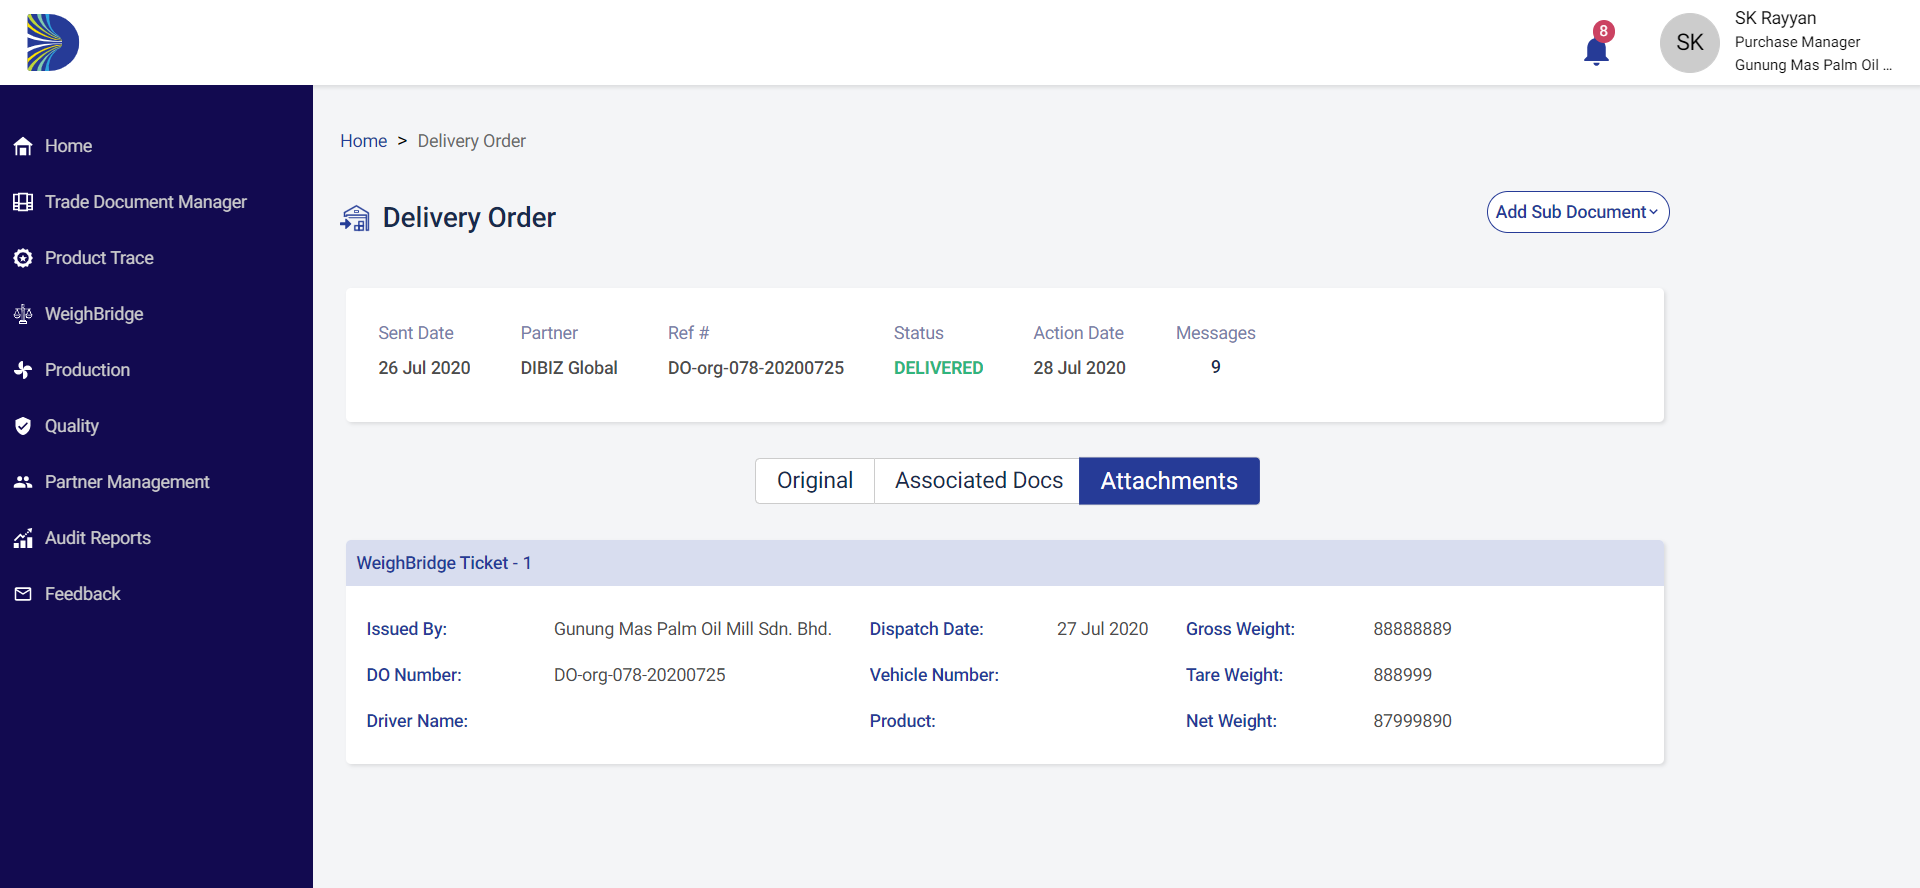 8
SK
SK Rayyan
Purchase Manager
Gunung Mas Palm Oil ...
Home
Trade Document Manager
Product Trace
WeighBridge
Production
Quality
Partner Management
Audit Reports
Feedback
Home > Delivery Order
Delivery Order
Add Sub Document
Sent Date Partner Ref # Status Action Date Messages
26 Jul 2020 DIBIZ Global DO-org-078-20200725 DELIVERED 28 Jul 2020 9
Original Associated Docs Attachments
WeighBridge Ticket - 1
Issued By: Gunung Mas Palm Oil Mill Sdn. Bhd. Dispatch Date: 27 Jul 2020 Gross Weight: 88888889
DO Number: DO-org-078-20200725 Vehicle Number: Tare Weight: 888999
Driver Name: Product: Net Weight: 87999890